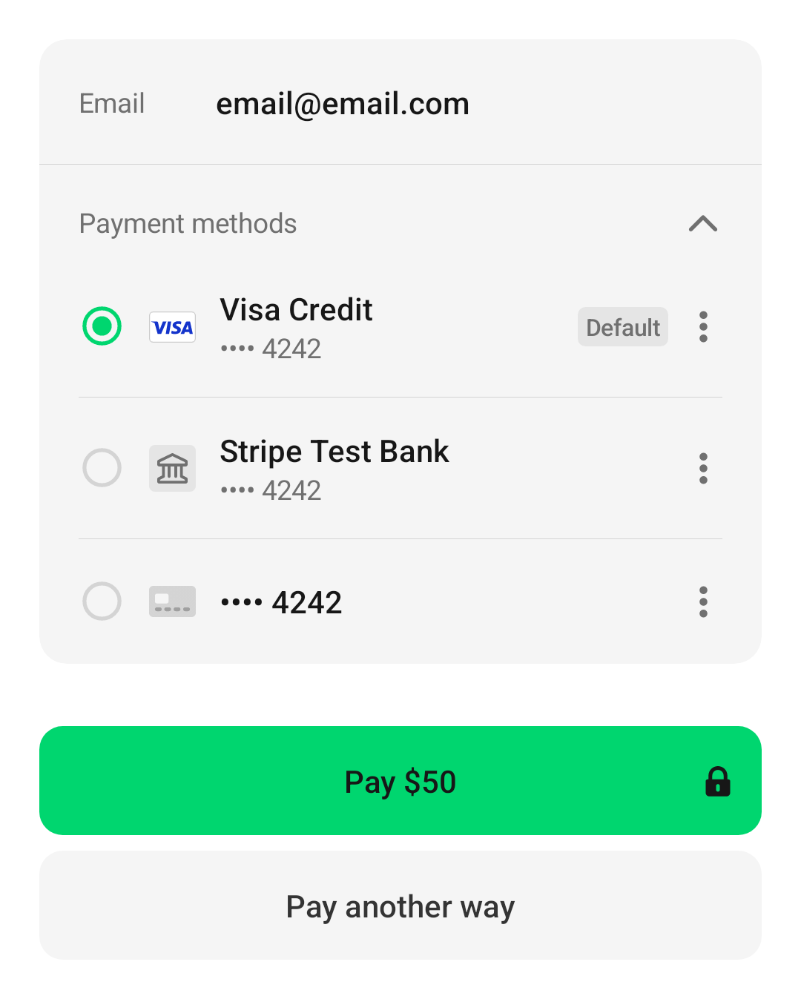 Email email@email.com
Payment methods
VISA Visa Credit
•••• 4242
Default
Stripe Test Bank
•••• 4242
•••• 4242
Pay $50
Pay another way